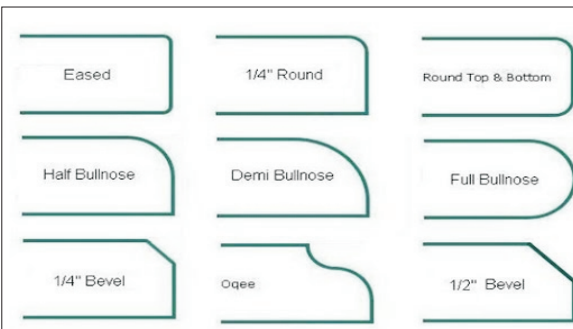 Eased
1/4" Round
Round Top & Bottom
Half Bullnose
Demi Bullnose
Full Bullnose
1/4" Bevel
Oqee
1/2" Bevel